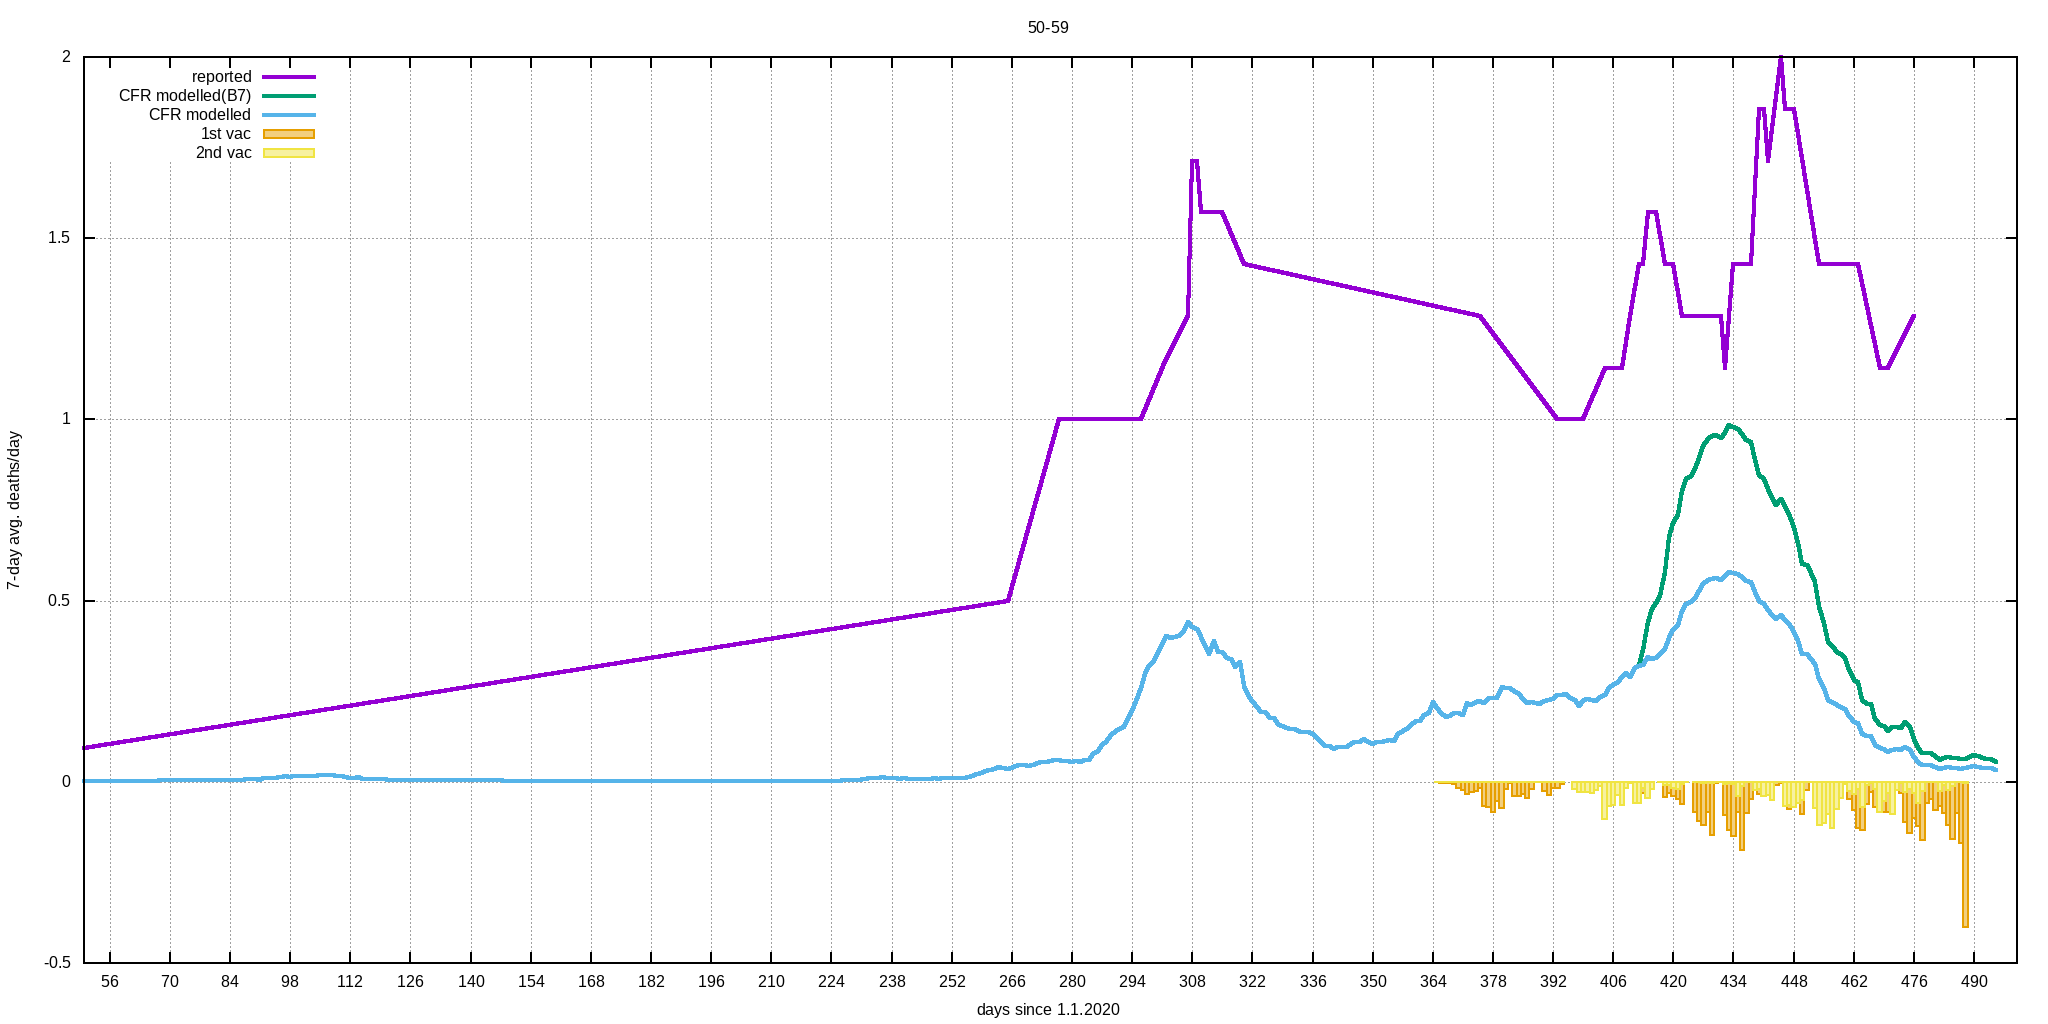 50-59
reported
CFR modelled(B7)
CFR modelled
1st vac
2nd vac
2
1.5
1
0.5
0
-0.5
7-day avg. deaths/day
56 70 84 98 112 126 140 154 168 182 196 210 224 238 252 266 280 294 308 322 336 350 364 378 392 406 420 434 448 462 476 490
days since 1.1.2020